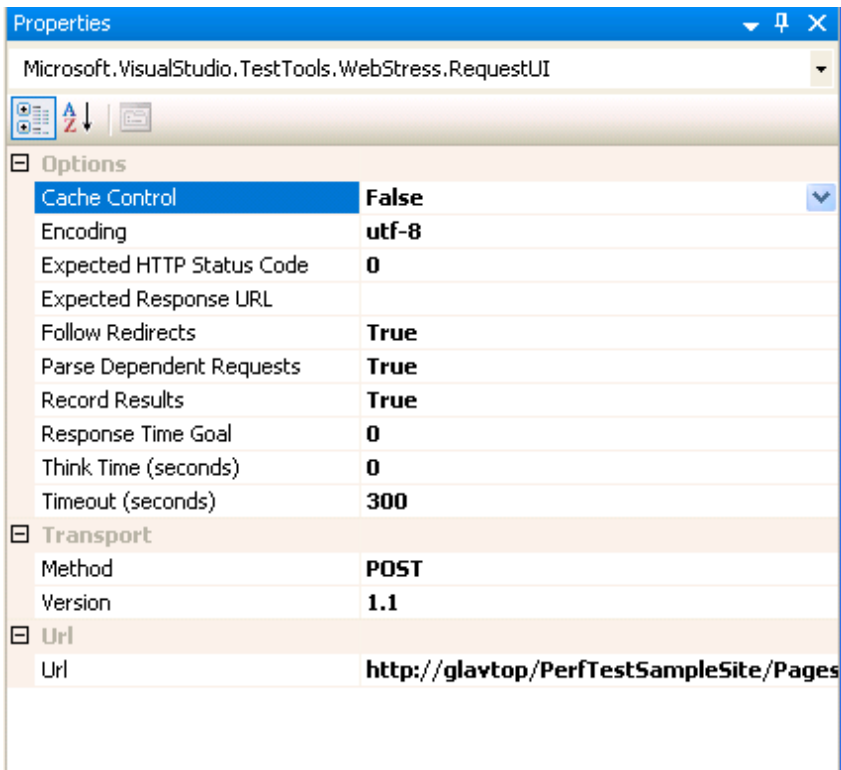 Properties
Microsoft.VisualStudio.TestTools.WebStress.RequestUI
A
Z
Options
Cache Control False
Encoding utf-8
Expected HTTP Status Code 0
Expected Response URL
Follow Redirects True
Parse Dependent Requests True
Record Results True
Response Time Goal 0
Think Time (seconds) 0
Timeout (seconds) 300
Transport
Method POST
Version 1.1
Url
Url http://glavtop/PerfTestSampleSite/Pages